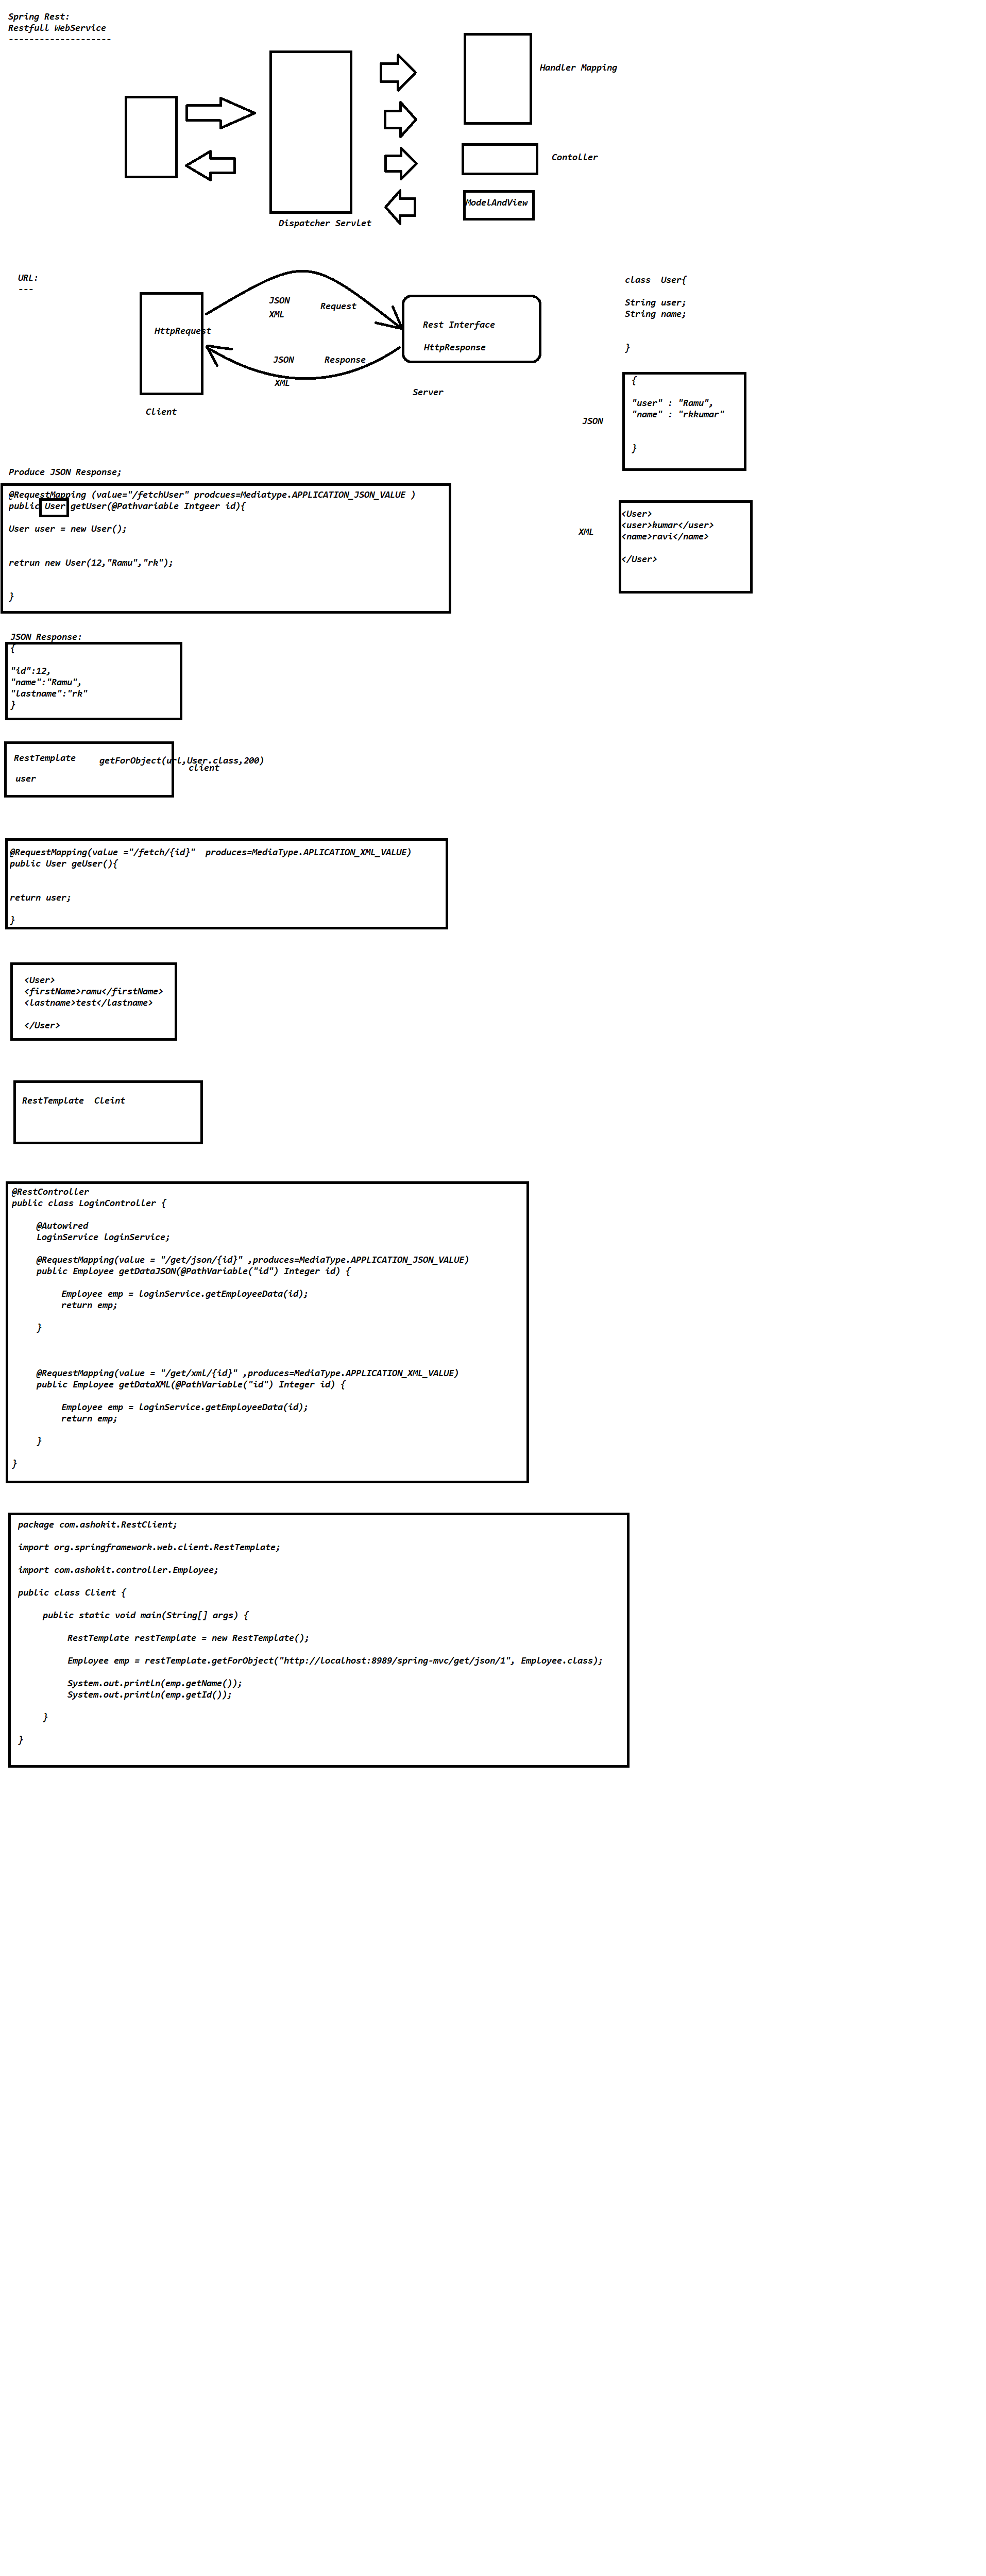 Spring Rest:
Restfull WebService
--------------------
Handler Mapping
Contoller
ModelAndView
Dispatcher Servlet
URL:
---
HttpRequest
Client
JSON
XML
Request
JSON
Response
XML
Rest Interface
HttpResponse
Server
class  User{
String user;
String name;
}
JSON
{
"user" : "Ramu",
"name" : "rkkumar"
}
XML
<User>
<user>kumar</user>
<name>ravi</name>
</User>
Produce JSON Response;
@RequestMapping (value="/fetchUser" prodcues=Mediatype.APPLICATION_JSON_VALUE )
public User getUser(@Pathvariable Intgeer id){
User user = new User();
retrun new User(12,"Ramu","rk");
}
JSON Response:
{
"id":12,
"name":"Ramu",
"lastname":"rk"
}
RestTemplate
getForObject(url,User.class,200)
client
user
@RequestMapping(value ="/fetch/{id}"  produces=MediaType.APLICATION_XML_VALUE)
public User geUser(){
return user;
}
<User>
<firstName>ramu</firstName>
<lastname>test</lastname>
</User>
RestTemplate  Cleint
@RestController
public class LoginController {
@Autowired
LoginService loginService;
@RequestMapping(value = "/get/json/{id}" ,produces=MediaType.APPLICATION_JSON_VALUE)
public Employee getDataJSON(@PathVariable("id") Integer id) {
Employee emp = loginService.getEmployeeData(id);
return emp;
}
@RequestMapping(value = "/get/xml/{id}" ,produces=MediaType.APPLICATION_XML_VALUE)
public Employee getDataXML(@PathVariable("id") Integer id) {
Employee emp = loginService.getEmployeeData(id);
return emp;
}
}
package com.ashokit.RestClient;
import org.springframework.web.client.RestTemplate;
import com.ashokit.controller.Employee;
public class Client {
public static void main(String[] args) {
RestTemplate restTemplate = new RestTemplate();
Employee emp = restTemplate.getForObject("http://localhost:8989/spring-mvc/get/json/1", Employee.class);
System.out.println(emp.getName());
System.out.println(emp.getId());
}
}